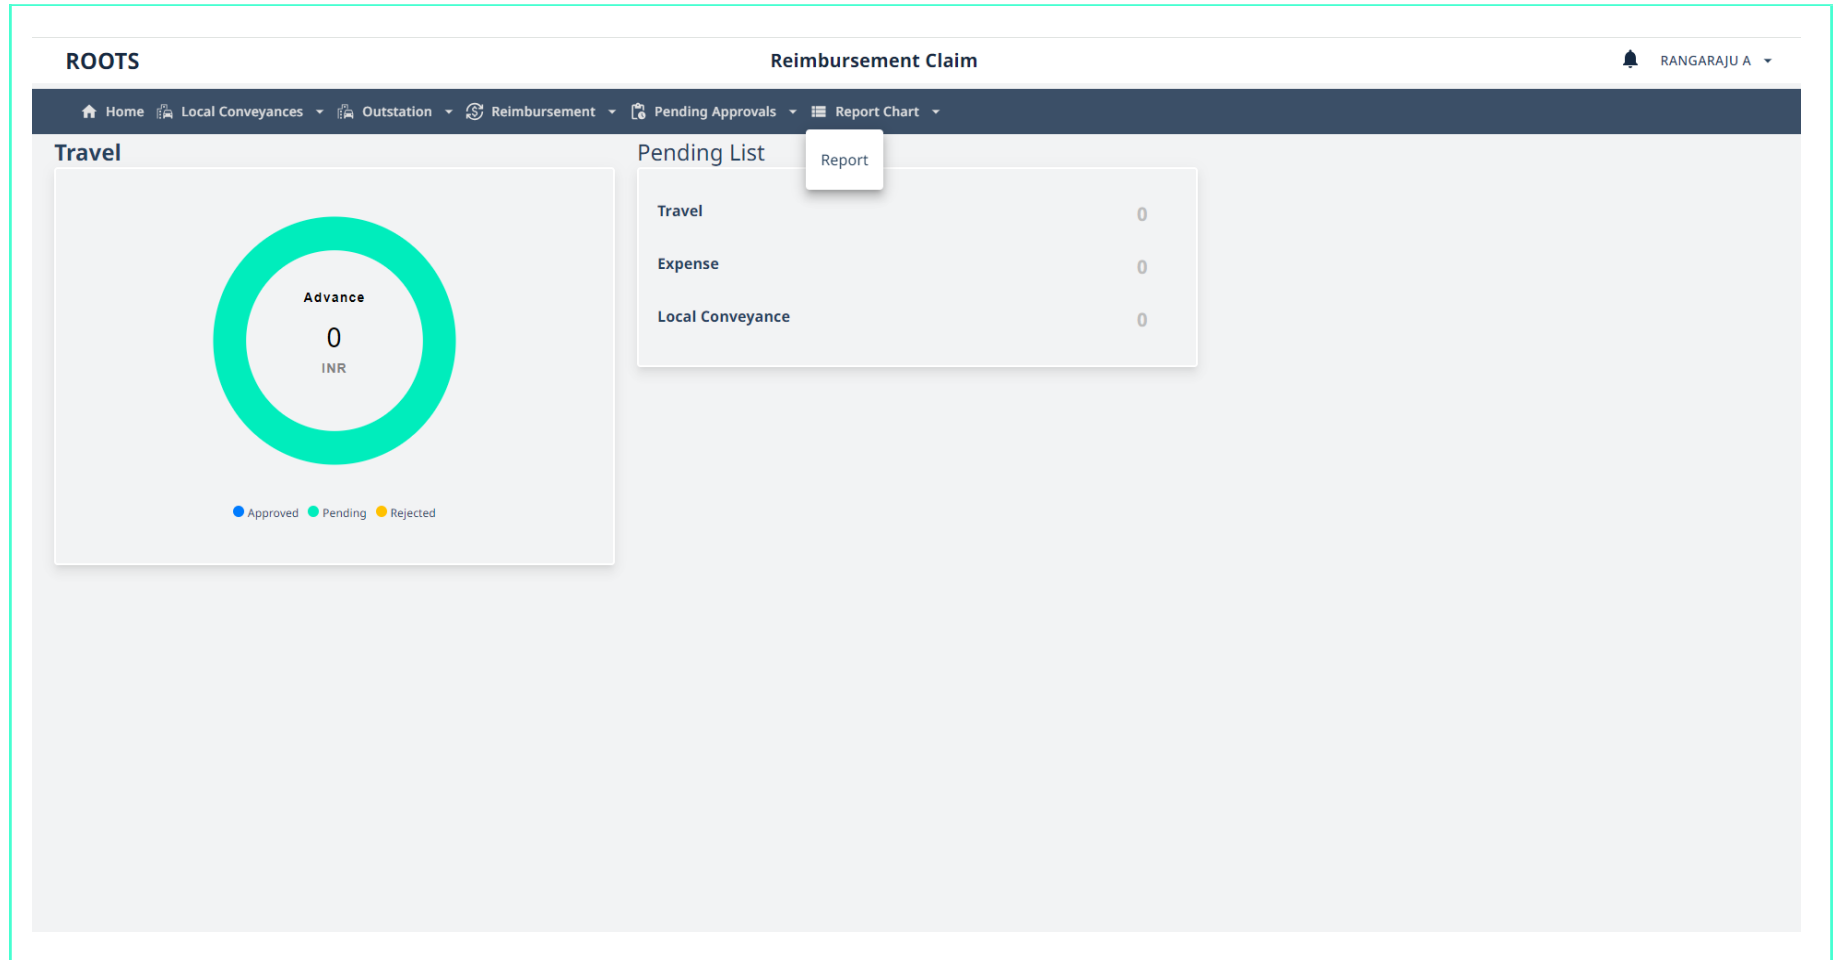 ROOTS
Reimbursement Claim
RANGARAJU A
Home Local Conveyances Outstation Reimbursement Pending Approvals Report Chart
Report
Travel
Advance
0
INR
Approved Pending Rejected
Pending List
Travel 0
Expense 0
Local Conveyance 0